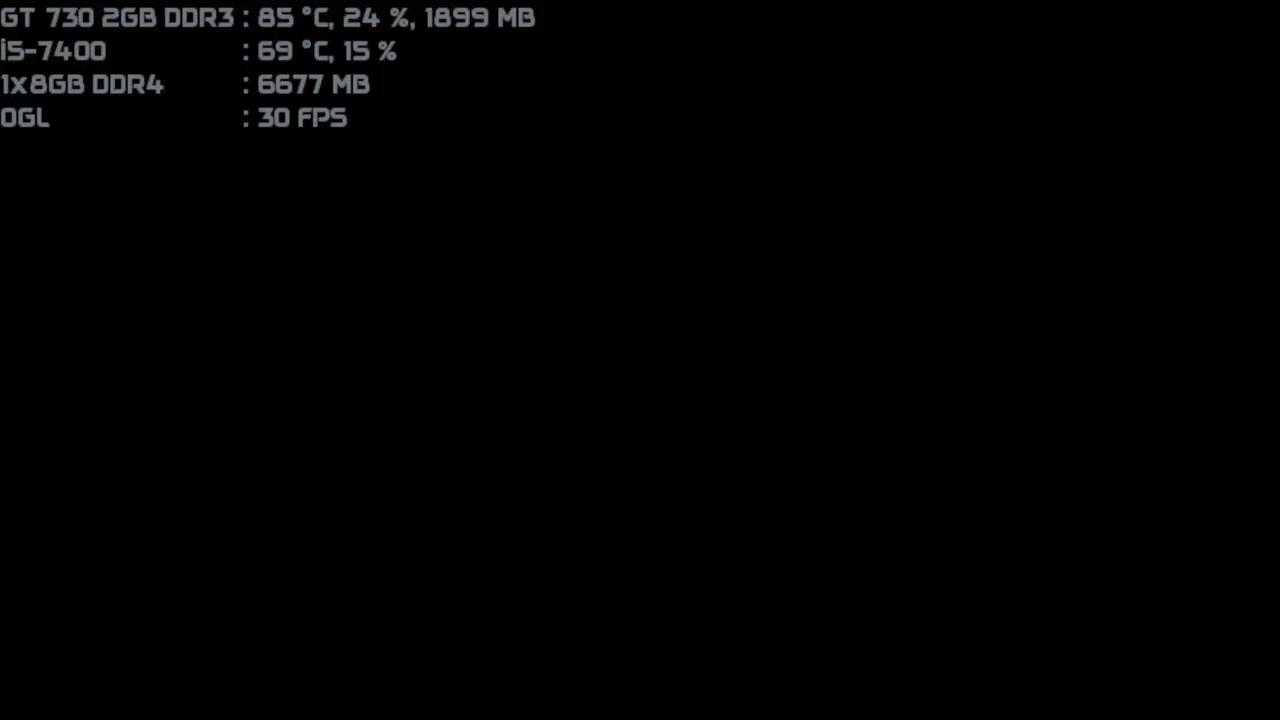 GT 730 2GB DDR3 : 85 °C, 24 %, 1899 MB
i5-7400 : 69 °C, 15 %
1x8GB DDR4 : 6677 MB
OGL : 30 FPS